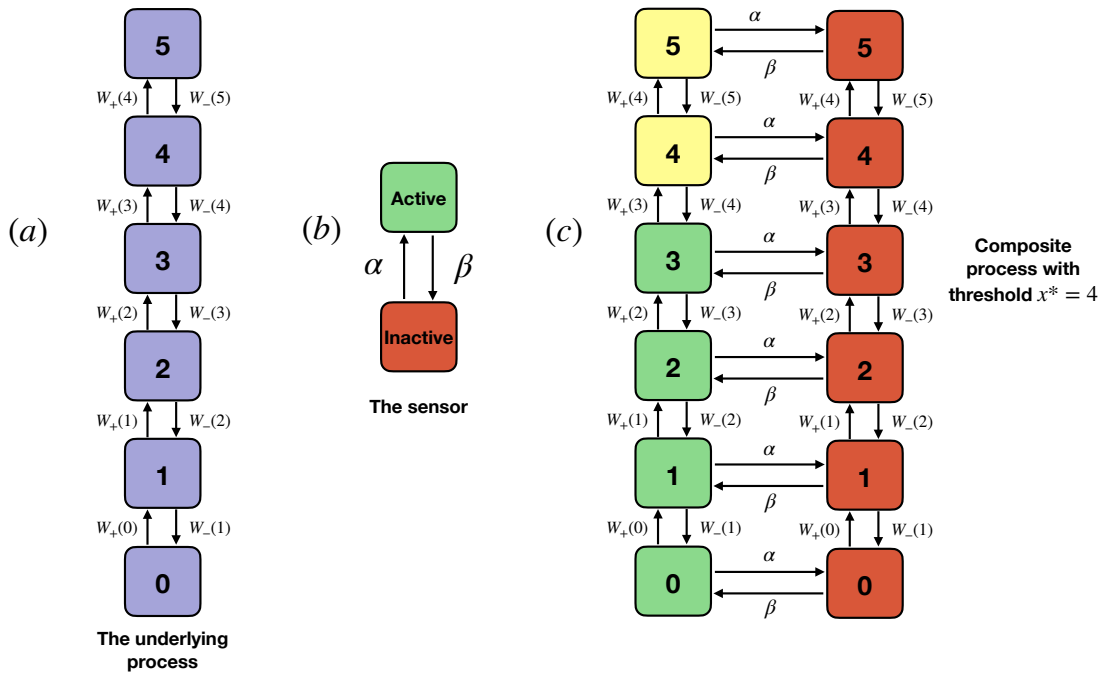 (a)
5
W₊(4) W₋(5)
4
W₊(3) W₋(4)
3
W₊(2) W₋(3)
2
W₊(1) W₋(2)
1
W₊(0) W₋(1)
0
The underlying
process
(b)
Active
α β
Inactive
The sensor
(c)
5 α 5
β
W₊(4) W₋(5) W₊(4) W₋(5)
4 α 4
β
W₊(3) W₋(4) W₊(3) W₋(4)
3 α 3
β
W₊(2) W₋(3) W₊(2) W₋(3)
2 α 2
β
W₊(1) W₋(2) W₊(1) W₋(2)
1 α 1
β
W₊(0) W₋(1) W₊(0) W₋(1)
0 α 0
β
Composite
process with
threshold x* = 4